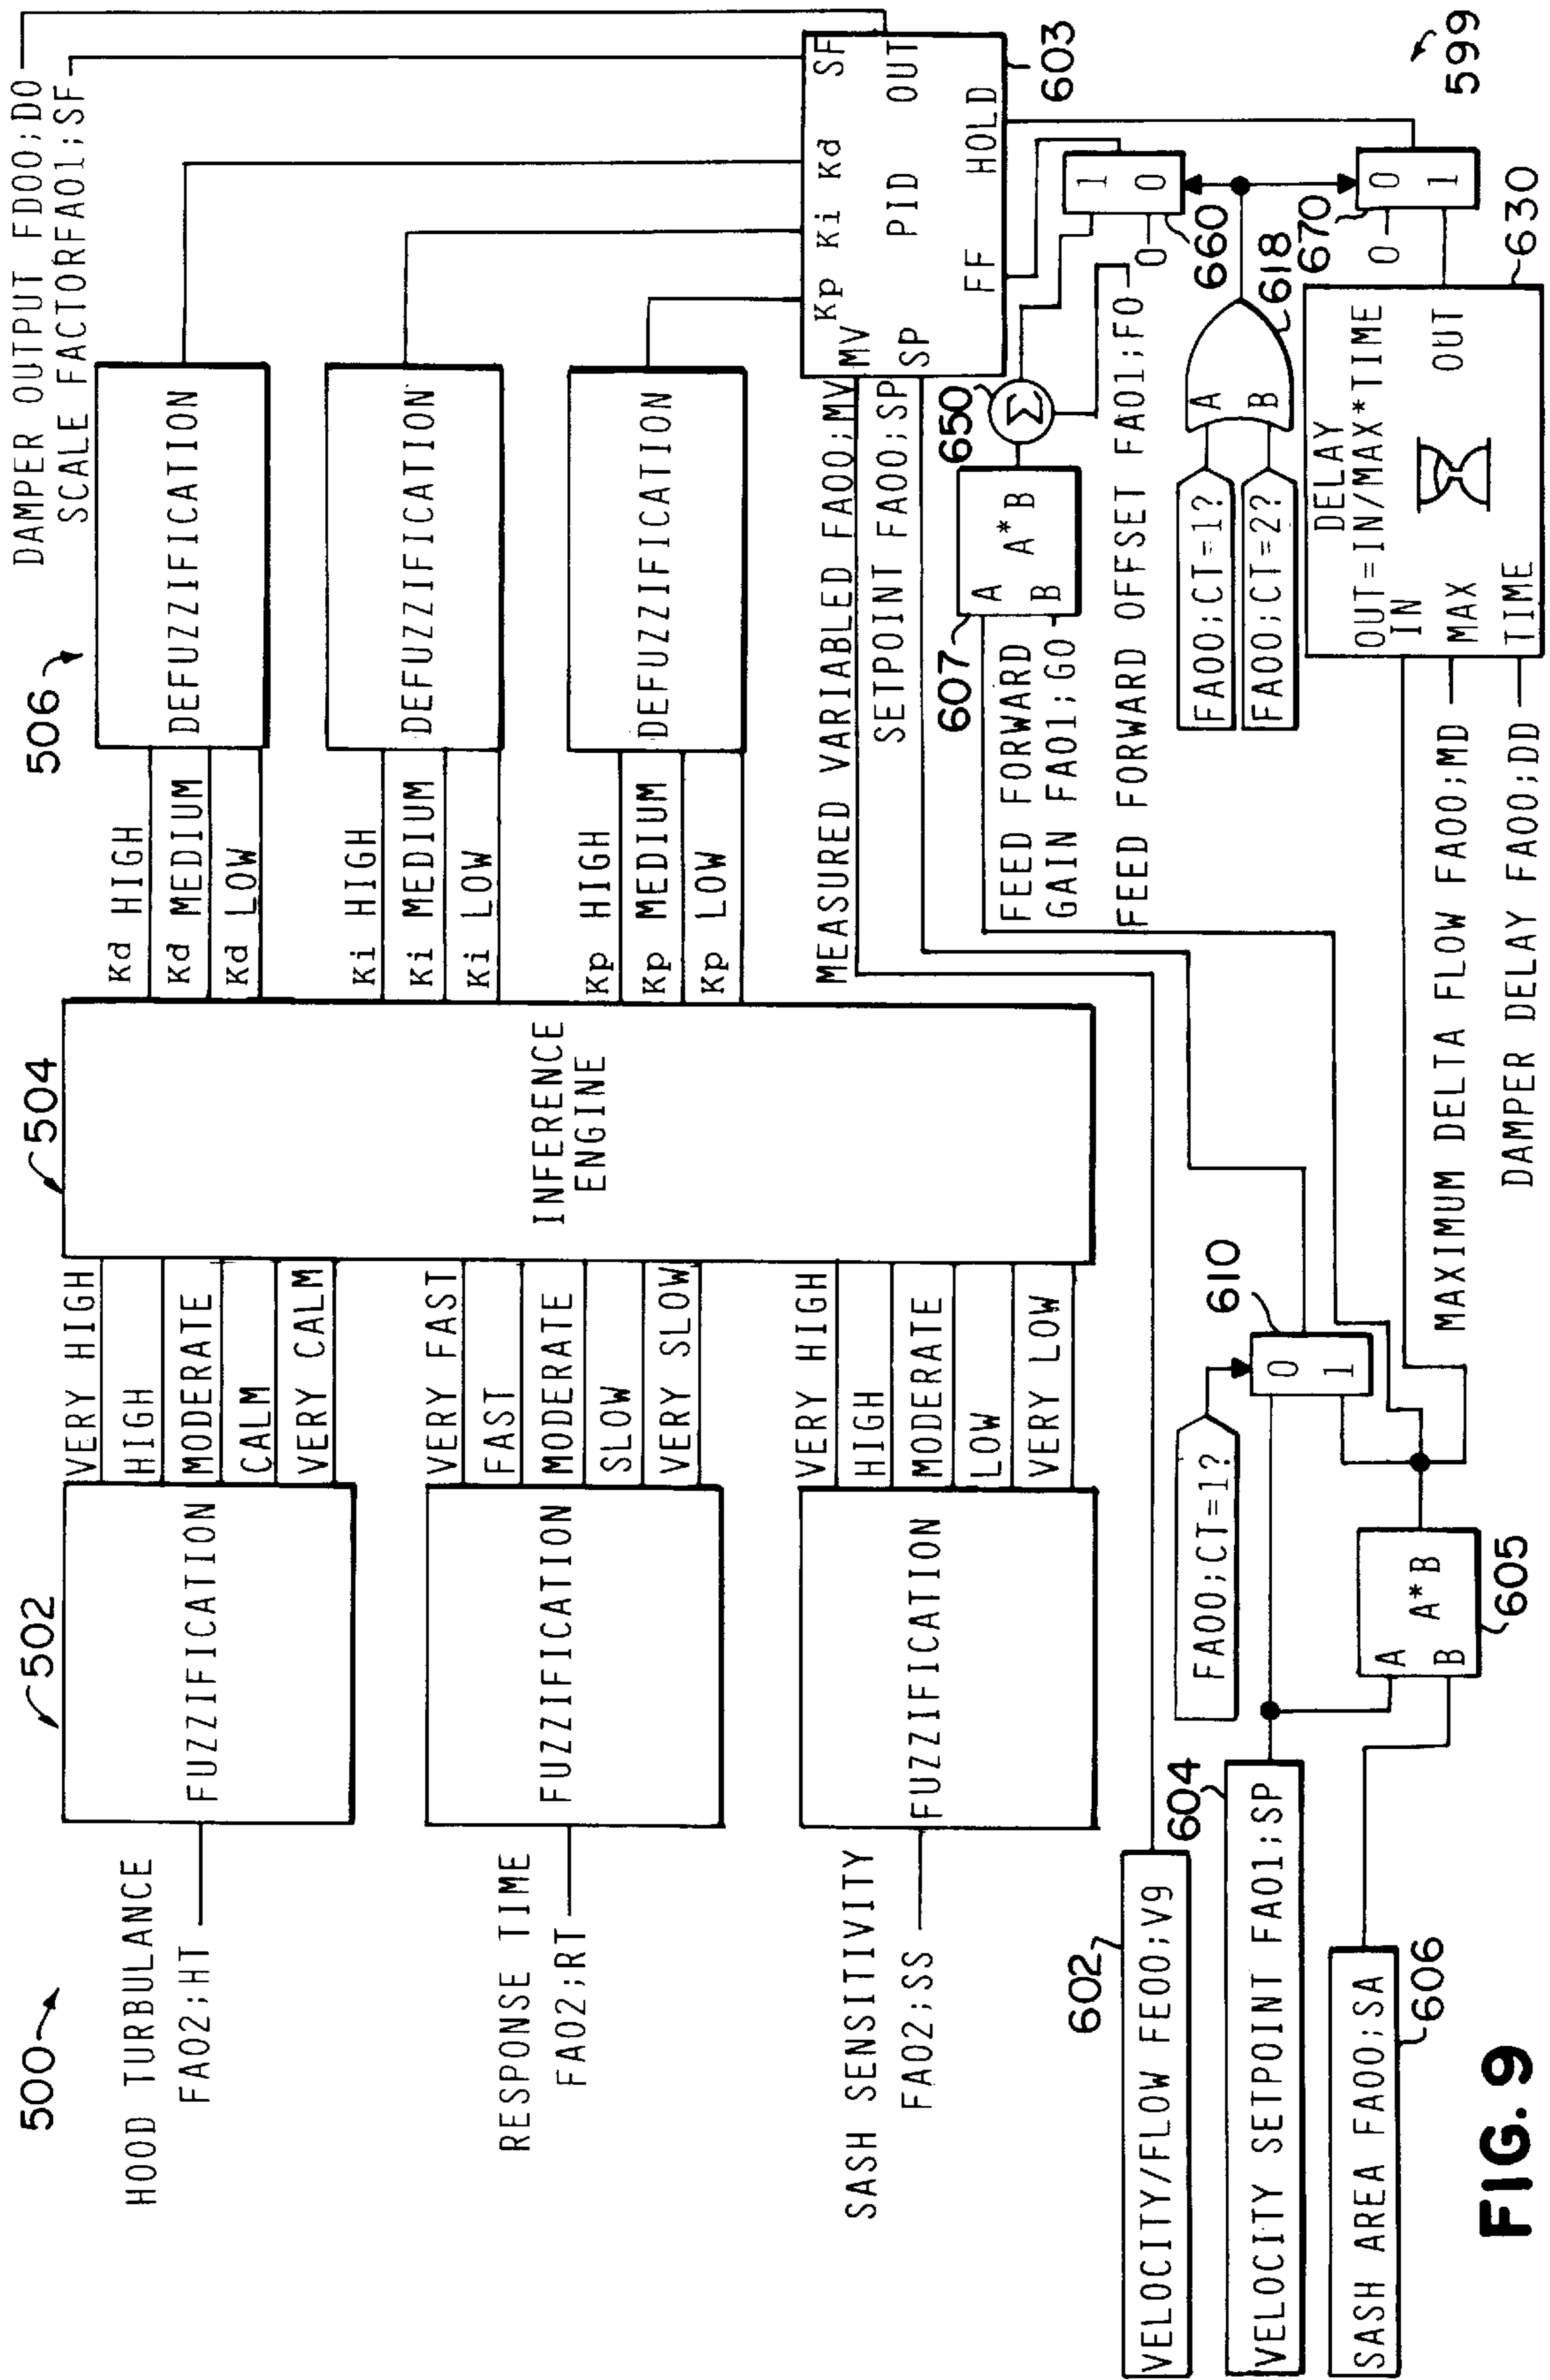 500
HOOD TURBULANCE
FA02;HT
RESPONSE TIME
FA02;RT
SASH SENSITIVITY
FA02;SS
502
FUZZIFICATION
FUZZIFICATION
FUZZIFICATION
VERY HIGH
HIGH
MODERATE
CALM
VERY CALM
VERY FAST
FAST
MODERATE
SLOW
VERY SLOW
VERY HIGH
HIGH
MODERATE
LOW
VERY LOW
504
INFERENCE
ENGINE
Kd HIGH
Kd MEDIUM
Kd LOW
Ki HIGH
Ki MEDIUM
Ki LOW
Kp HIGH
Kp MEDIUM
Kp LOW
506
DEFUZZIFICATION
DEFUZZIFICATION
DEFUZZIFICATION
DAMPER OUTPUT FD00;DO
SCALE FACTORFA01;SF
Kp Ki Kd SF
MV
SP
PID
OUT
FF
HOLD
603
MEASURED VARIABLED FA00;MV
SETPOINT FA00;SP
602
VELOCITY/FLOW FE00;V9
604
VELOCITY SETPOINT FA01;SP
SASH AREA FA00;SA
606
FA00;CT=1?
610
0
1
A
B
A*B
605
607
A
B
A*B
FEED FORWARD
GAIN FA01;GO
650
Σ
FEED FORWARD OFFSET FA01;FO
1
0
0
660
FA00;CT=1?
FA00;CT=2?
A
B
618
670
0
0
1
DELAY
OUT=IN/MAX*TIME
IN
MAX
TIME
OUT
630
MAXIMUM DELTA FLOW FA00;MD
DAMPER DELAY FA00;DD
599
FIG. 9